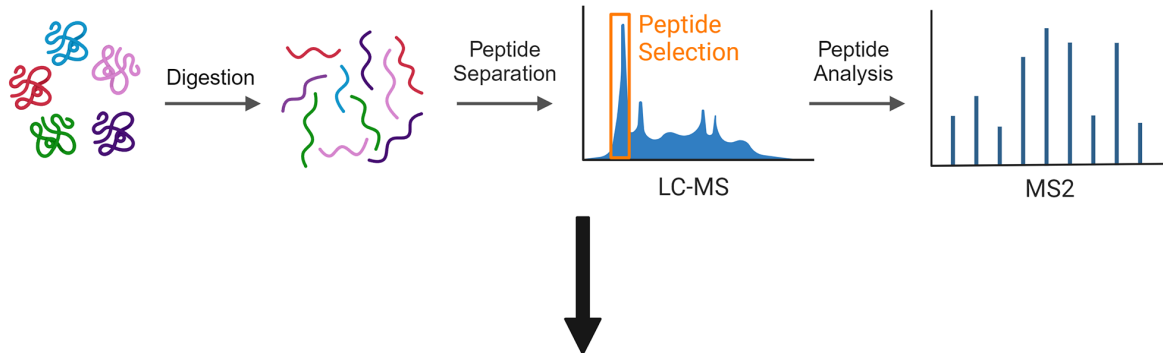 Digestion
Peptide
Separation
Peptide
Selection
LC-MS
Peptide
Analysis
MS2